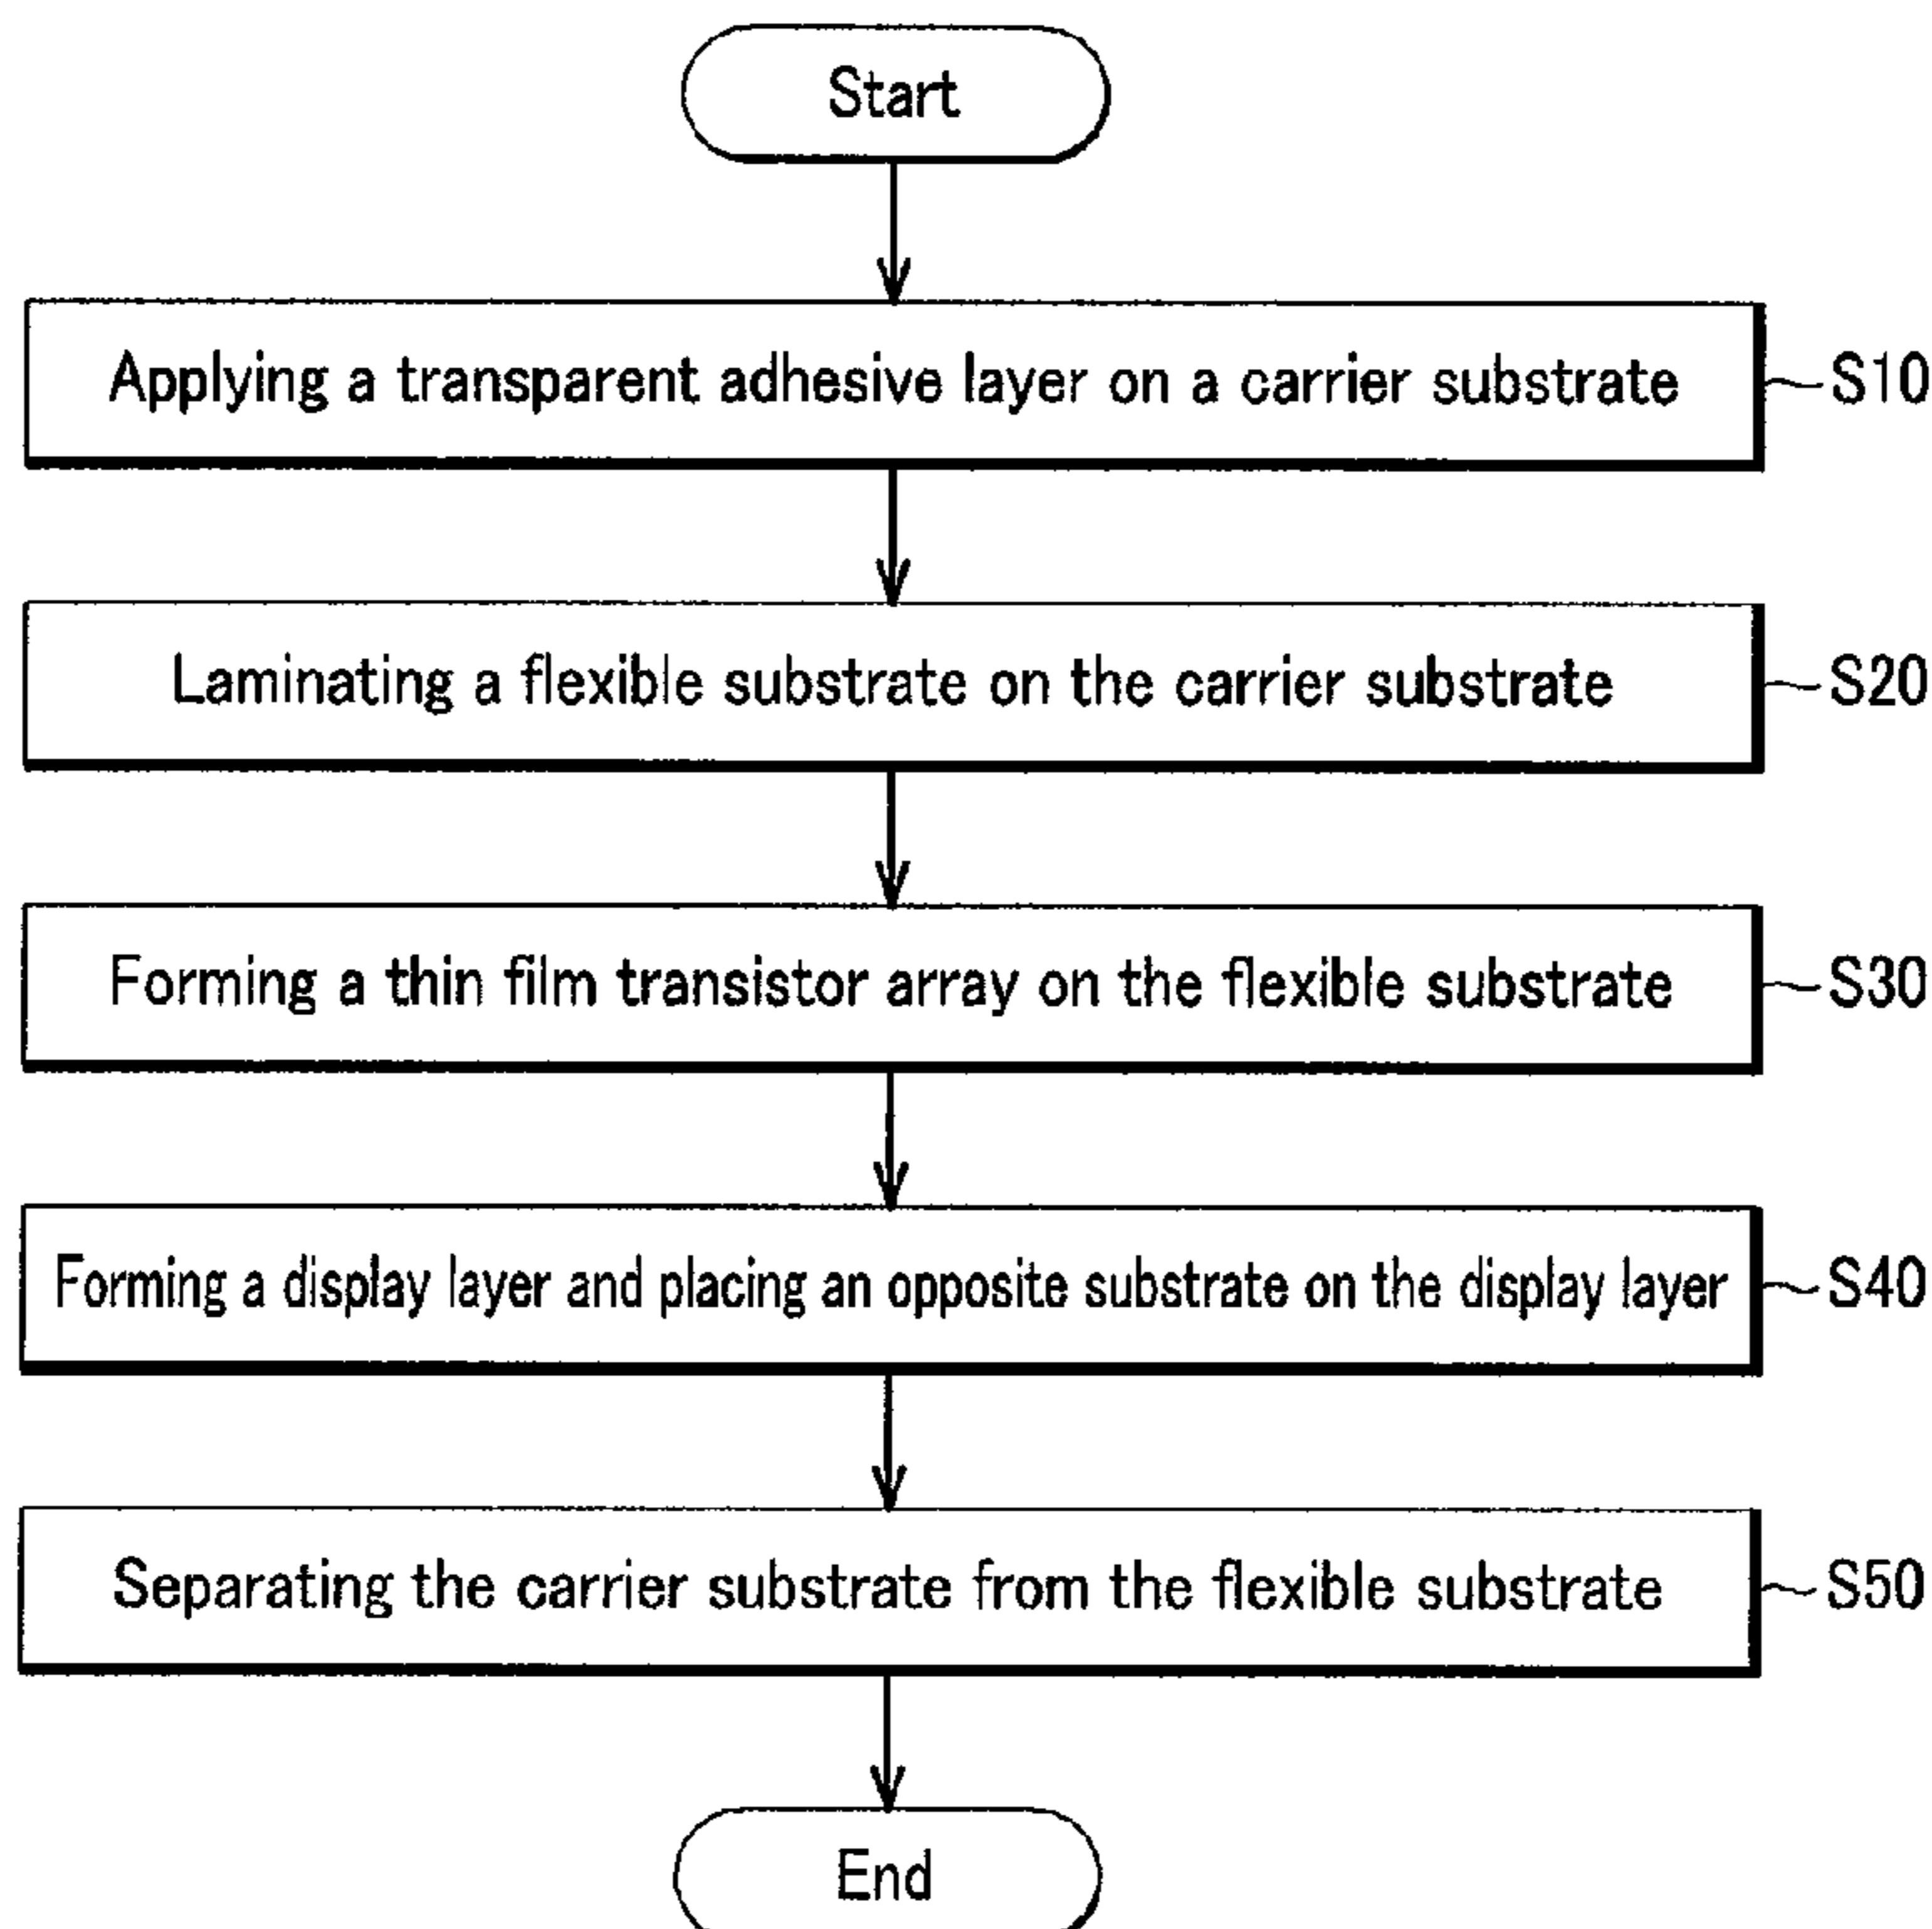 Start
Applying a transparent adhesive layer on a carrier substrate
S10
Laminating a flexible substrate on the carrier substrate
S20
Forming a thin film transistor array on the flexible substrate
S30
Forming a display layer and placing an opposite substrate on the display layer
S40
Separating the carrier substrate from the flexible substrate
S50
End